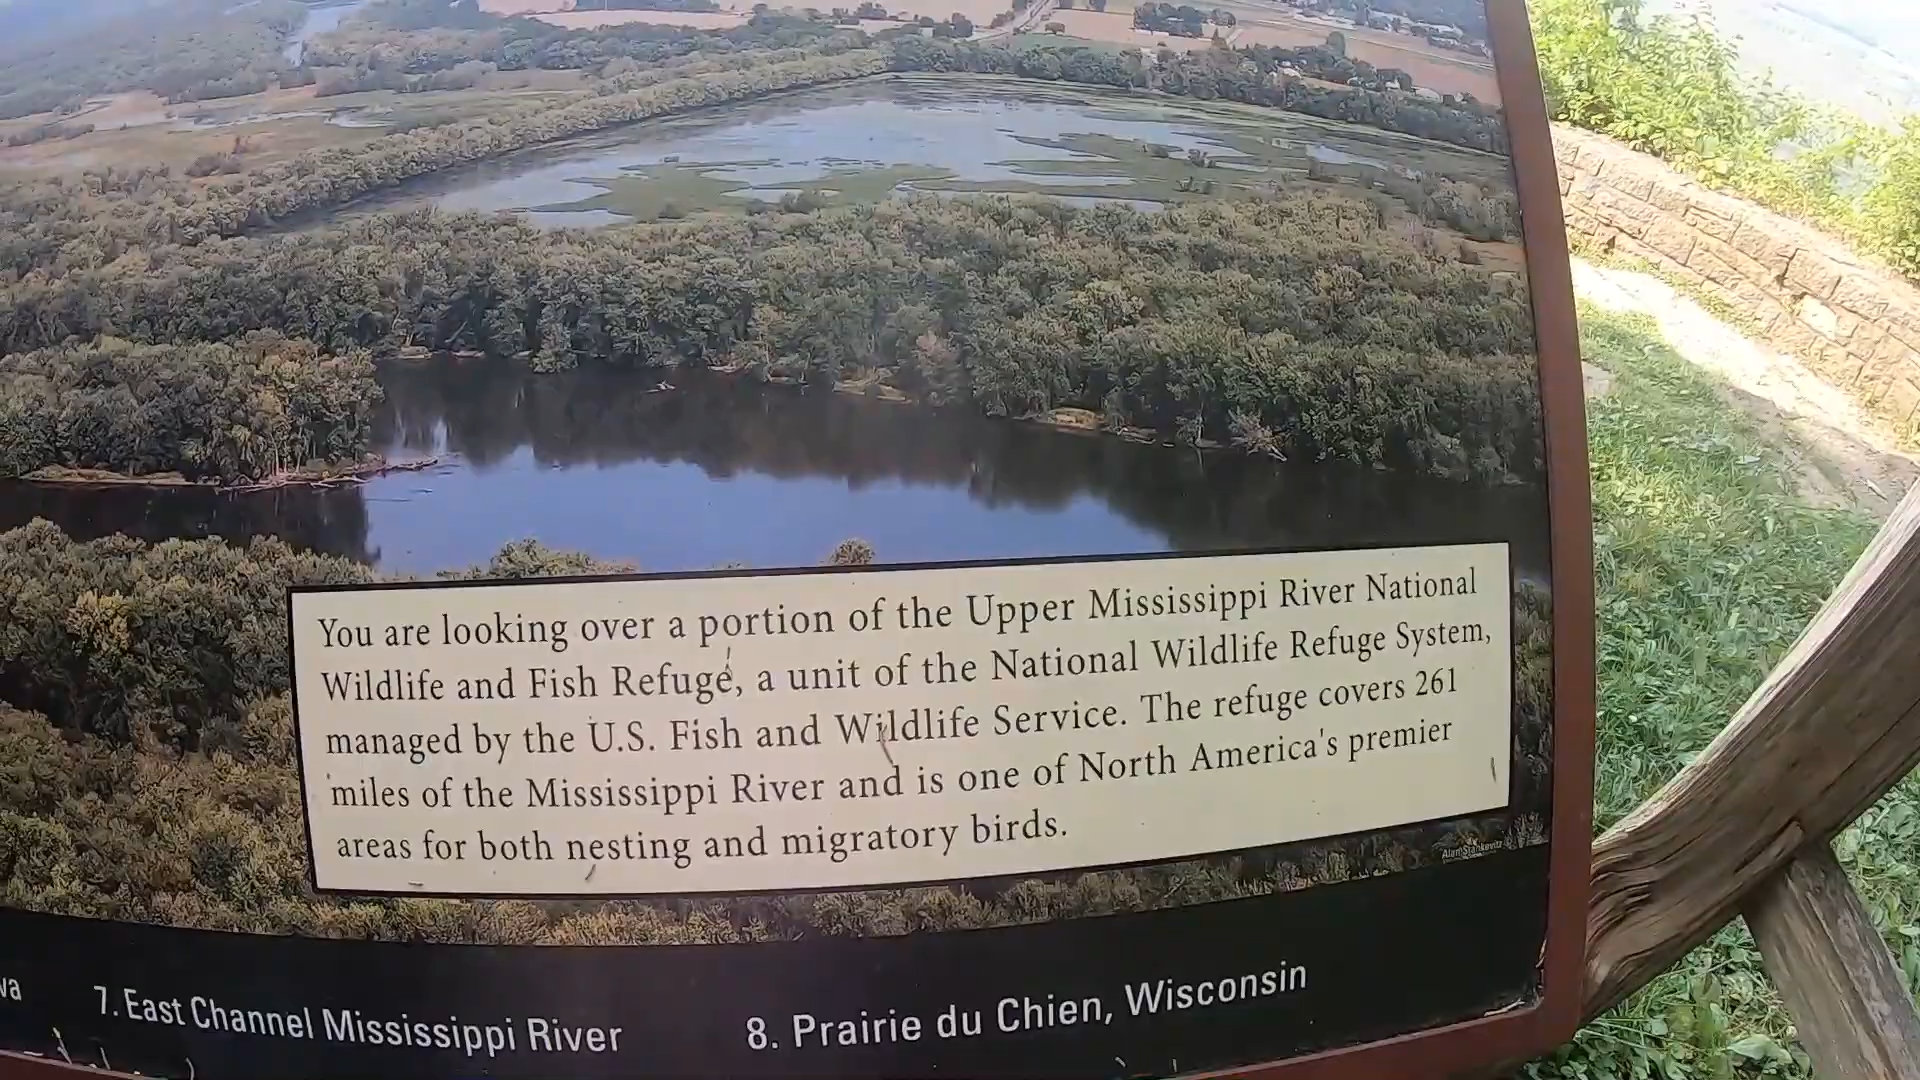 You are looking over a portion of the Upper Mississippi River National
Wildlife and Fish Refuge, a unit of the National Wildlife Refuge System,
managed by the U.S. Fish and Wildlife Service. The refuge covers 261
miles of the Mississippi River and is one of North America's premier
areas for both nesting and migratory birds.
Alan Stankevitz
va
7. East Channel Mississippi River
8. Prairie du Chien, Wisconsin